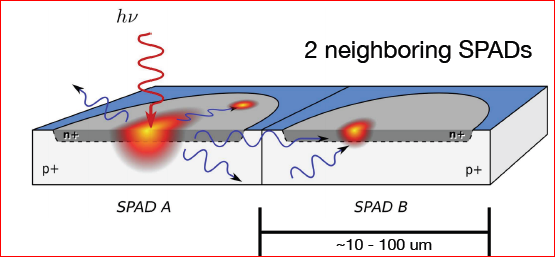 hν
2 neighboring SPADs
n+
n+
p+
p+
SPAD A
SPAD B
~10 - 100 um